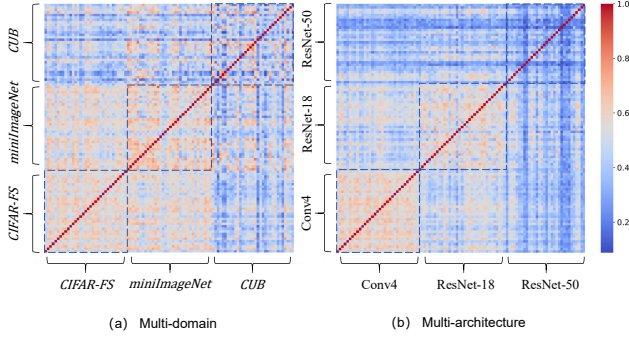 CUB
miniImageNet
CIFAR-FS
CIFAR-FS miniImageNet CUB
(a) Multi-domain
ResNet-50
ResNet-18
Conv4
Conv4 ResNet-18 ResNet-50
(b) Multi-architecture
1.0
0.8
0.6
0.4
0.2